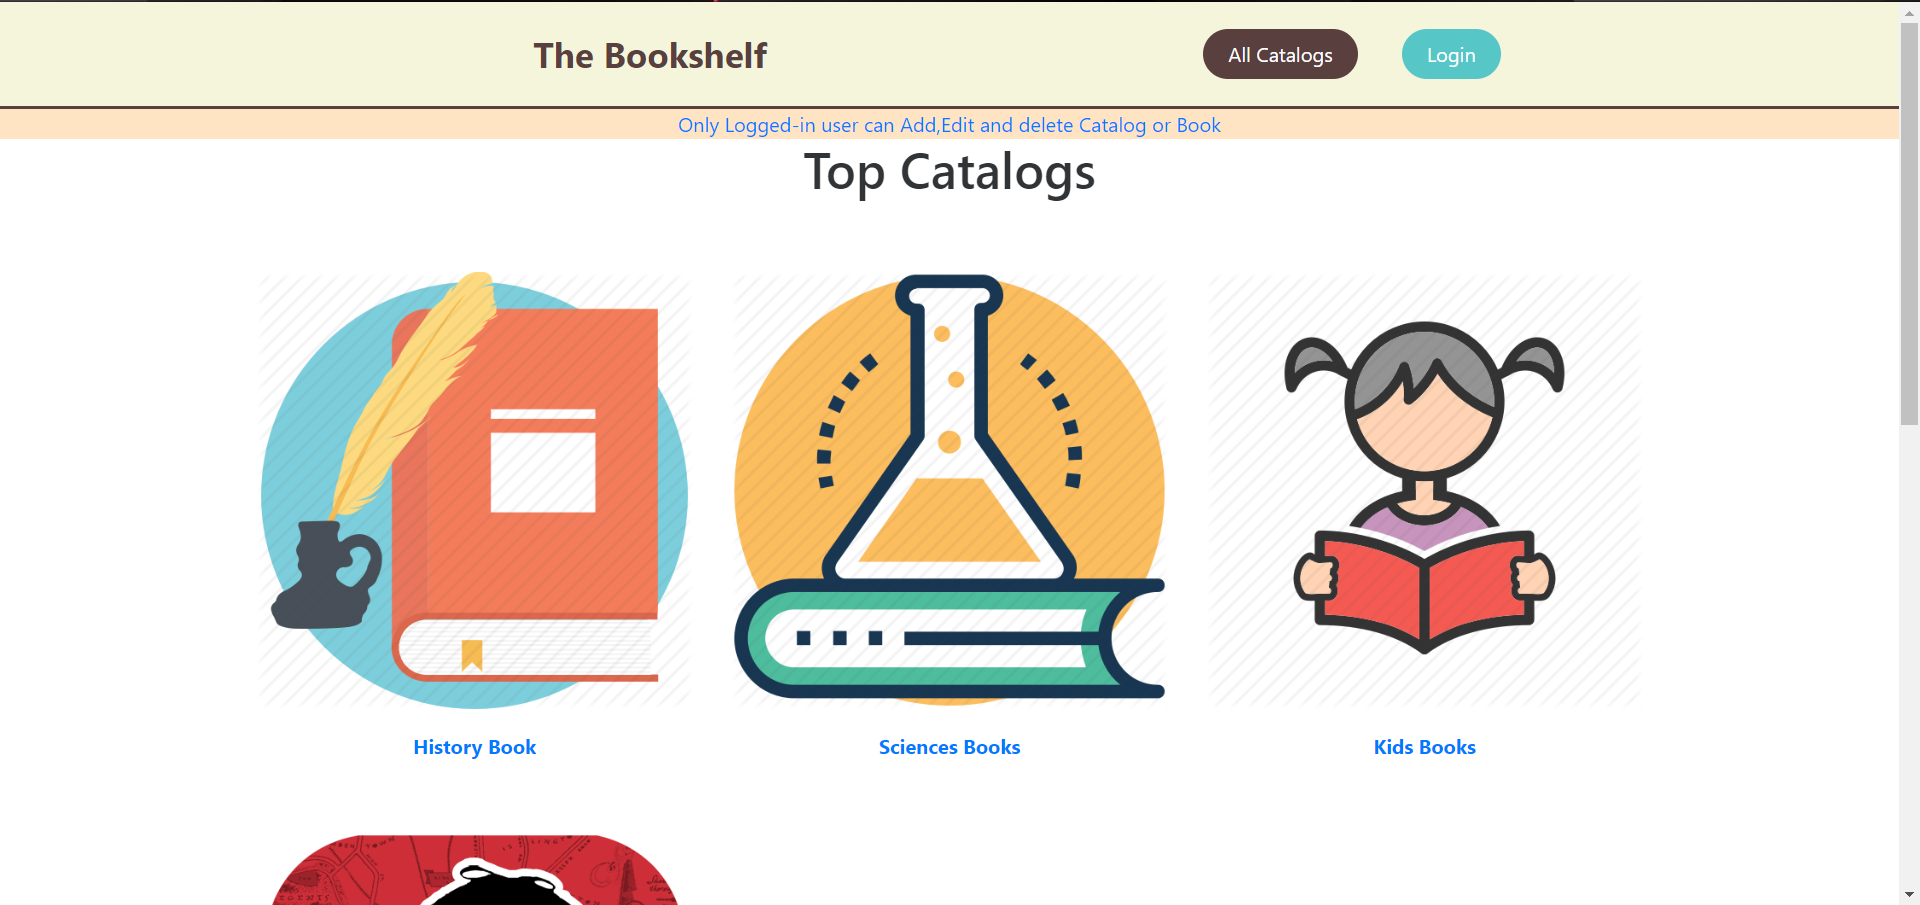 The Bookshelf
All Catalogs
Login
Only Logged-in user can Add,Edit and delete Catalog or Book
Top Catalogs
History Book
Sciences Books
Kids Books